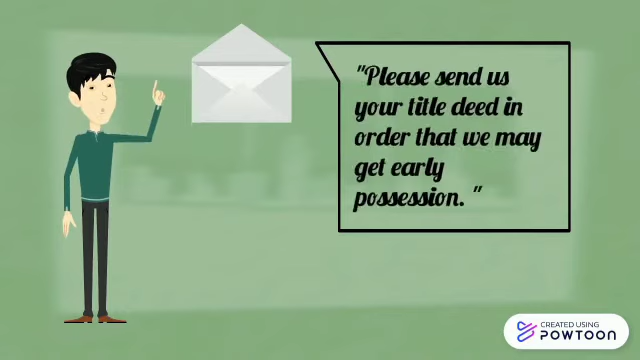 "Please send us
your title deed in
order that we may
get early
possession. "
CREATED USING
POWTOON